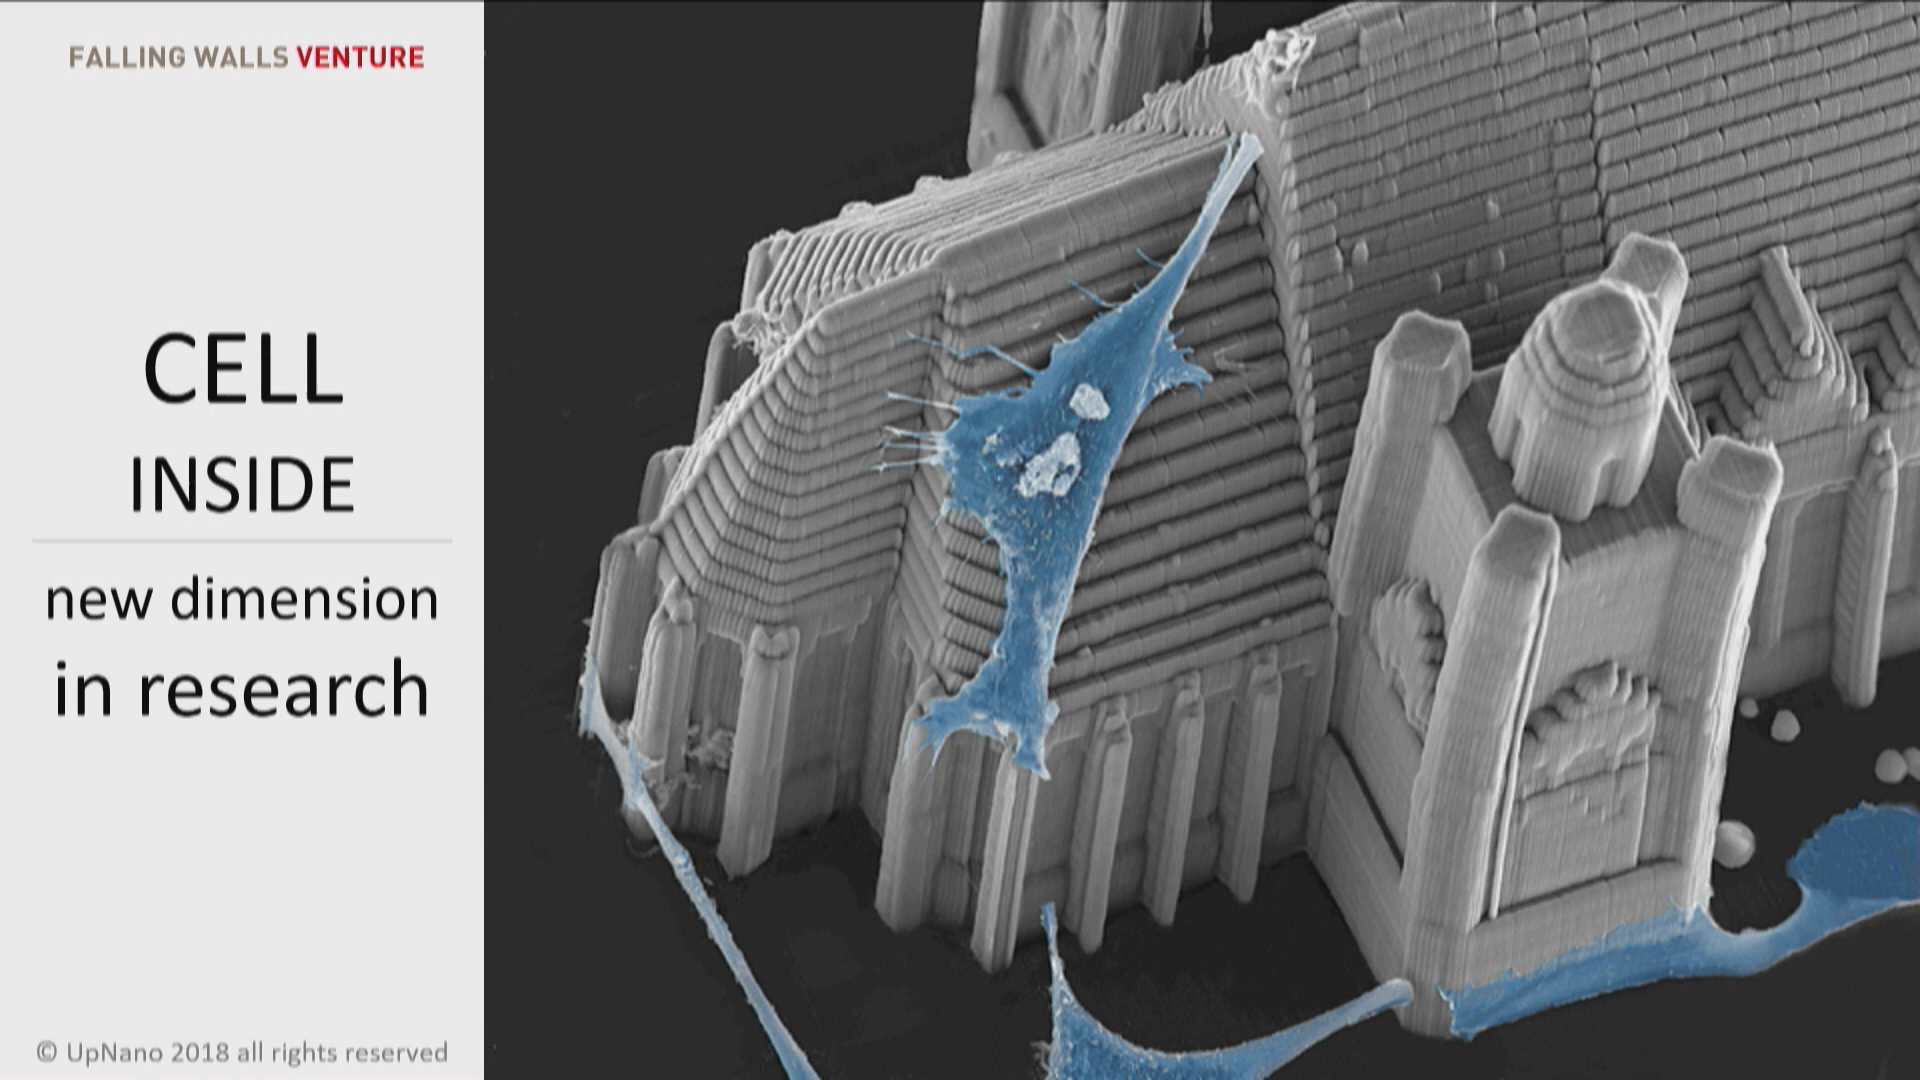 FALLING WALLS VENTURE
CELL
INSIDE
new dimension
in research
© UpNano 2018 all rights reserved